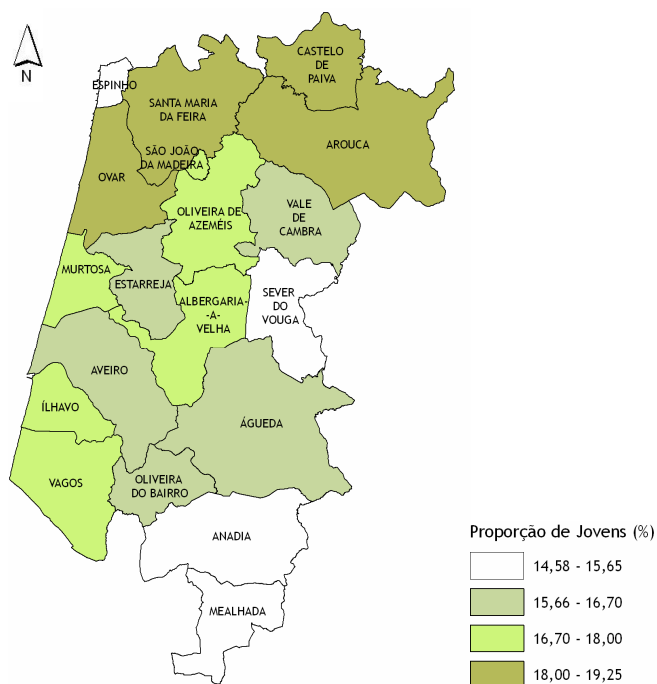 N
CASTELO
DE
PAIVA
ESPINHO
SANTA MARIA
DA FEIRA
AROUCA
SÃO JOÃO
DA MADEIRA
OVAR
OLIVEIRA DE
AZEMÉIS
VALE
DE
CAMBRA
MURTOSA
ESTARREJA
ALBERGARIA-
-A-
VELHA
SEVER
DO
VOUGA
AVEIRO
ÍLHAVO
ÁGUEDA
VAGOS
OLIVEIRA
DO BAIRRO
ANADIA
MEALHADA
Proporção de Jovens (%)
14,58 - 15,65
15,66 - 16,70
16,70 - 18,00
18,00 - 19,25